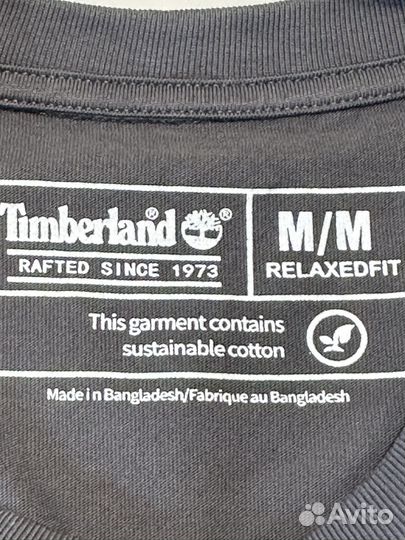 Timberland®
®
M/M
RAFTED SINCE 1973
RELAXEDFIT
This garment contains
sustainable cotton
Made in Bangladesh/Fabrique au Bangladesh
Avito